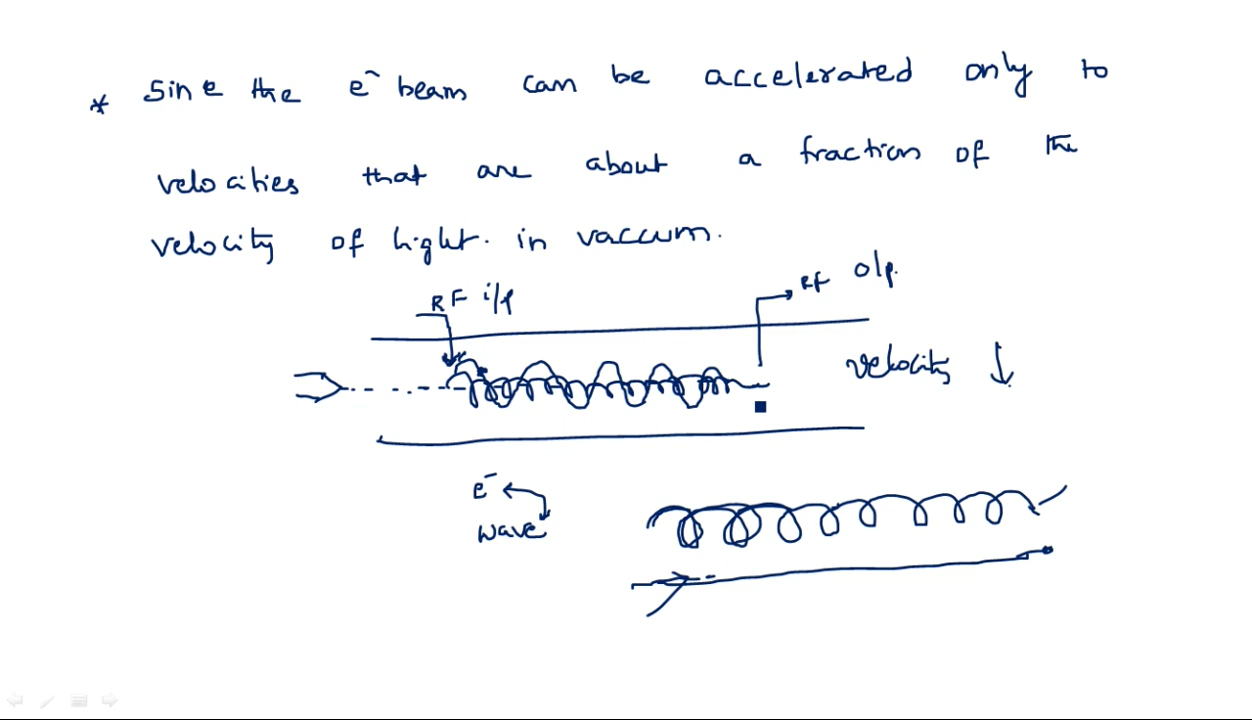 * Sine the e⁻ beam can be accelerated only to
velocities that are about a fraction of the
velocity of light. in vaccum.
RF i/p
RF o/p.
velocity ↓
e⁻
wave